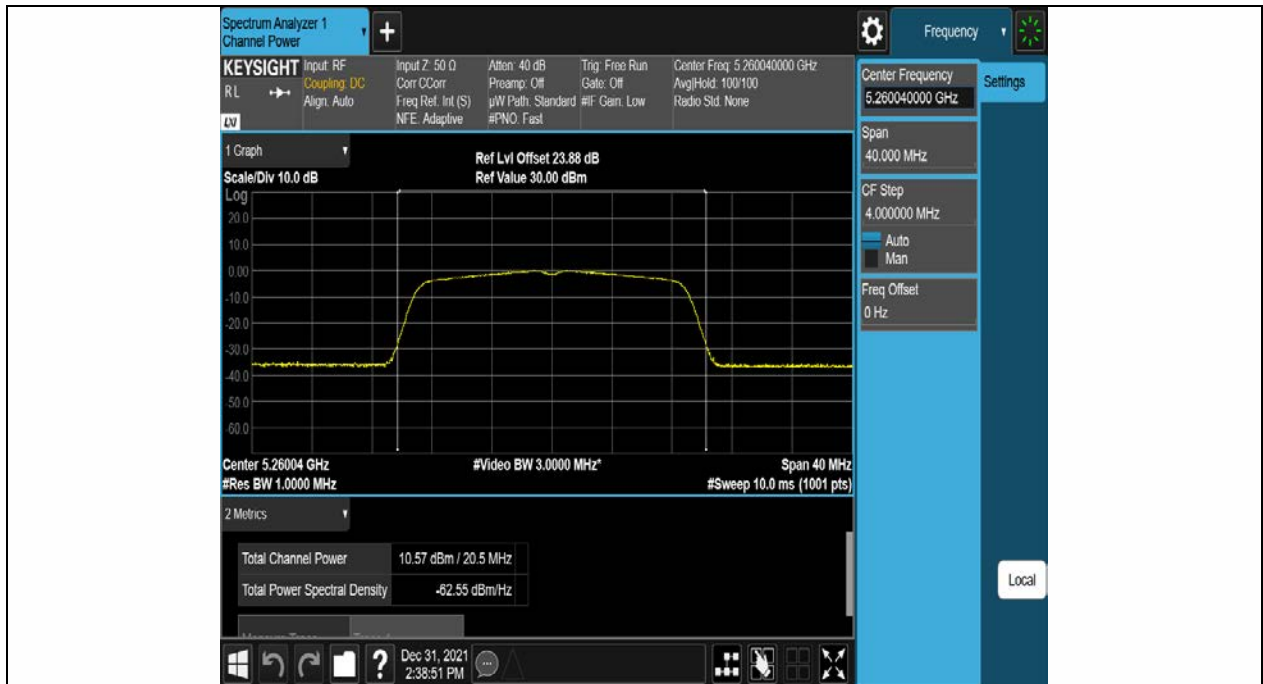 Spectrum Analyzer 1
Channel Power
+
Frequency
KEYSIGHT
RL
LXI
Input: RF
Coupling: DC
Align: Auto
Input Z: 50 Ω
Corr CCorr
Freq Ref: Int (S)
NFE: Adaptive
Atten: 40 dB
Preamp: Off
µW Path: Standard
#PNO: Fast
Trig: Free Run
Gate: Off
#IF Gain: Low
Center Freq: 5.260040000 GHz
Avg|Hold: 100/100
Radio Std: None
Center Frequency
5.260040000 GHz
Settings
Span
40.000 MHz
CF Step
4.000000 MHz
Auto
Man
Freq Offset
0 Hz
Local
1 Graph
Scale/Div 10.0 dB
Ref Lvl Offset 23.88 dB
Ref Value 30.00 dBm
Log
20.0
10.0
0.00
-10.0
-20.0
-30.0
-40.0
-50.0
-60.0
Center 5.26004 GHz
#Res BW 1.0000 MHz
#Video BW 3.0000 MHz*
Span 40 MHz
#Sweep 10.0 ms (1001 pts)
2 Metrics
Total Channel Power 10.57 dBm / 20.5 MHz
Total Power Spectral Density -62.55 dBm/Hz
?
Dec 31, 2021
2:38:51 PM